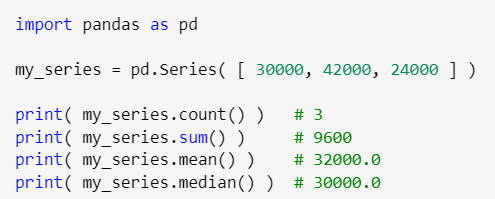 import pandas as pd
my_series = pd.Series( [ 30000, 42000, 24000 ] )
print( my_series.count() )   # 3
print( my_series.sum() )     # 9600
print( my_series.mean() )    # 32000.0
print( my_series.median() )  # 30000.0